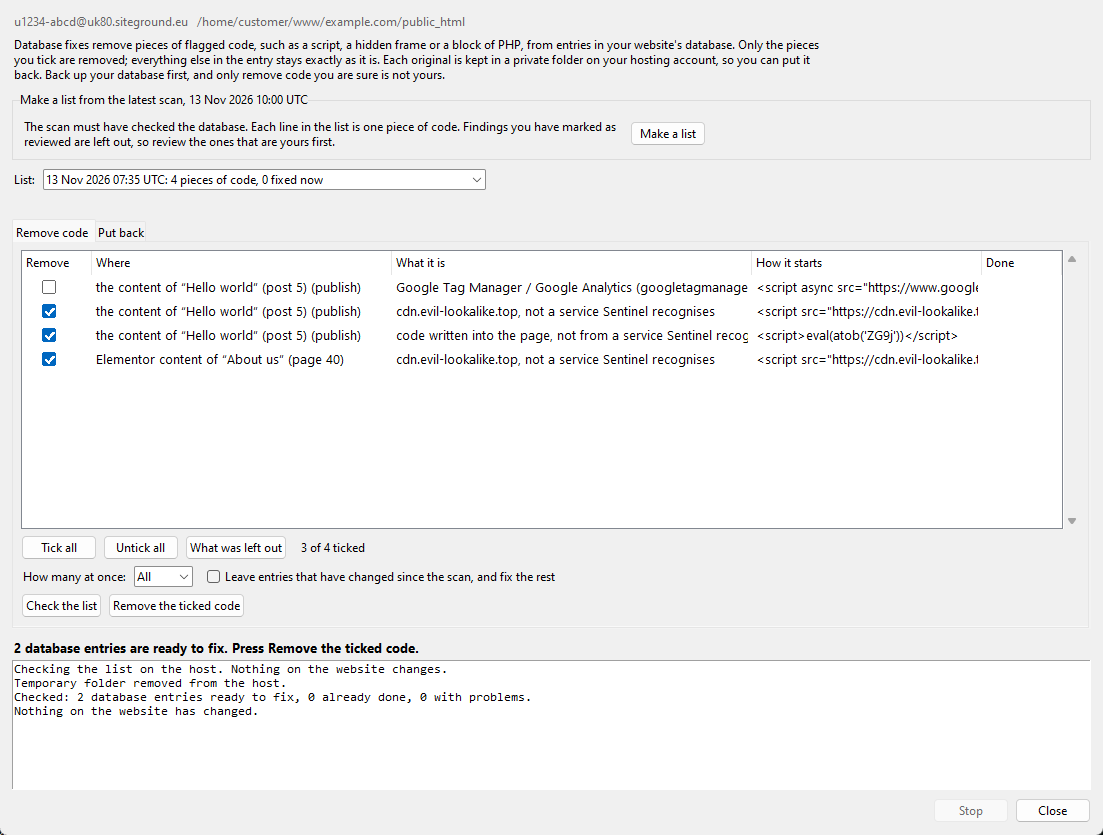 u1234-abcd@uk80.siteground.eu /home/customer/www/example.com/public_html
Database fixes remove pieces of flagged code, such as a script, a hidden frame or a block of PHP, from entries in your website's database. Only the pieces
you tick are removed; everything else in the entry stays exactly as it is. Each original is kept in a private folder on your hosting account, so you can put it
back. Back up your database first, and only remove code you are sure is not yours.
Make a list from the latest scan, 13 Nov 2026 10:00 UTC
The scan must have checked the database. Each line in the list is one piece of code. Findings you have marked as
reviewed are left out, so review the ones that are yours first.
Make a list
List: 13 Nov 2026 07:35 UTC: 4 pieces of code, 0 fixed now
Remove code Put back
Remove Where What it is How it starts Done
the content of “Hello world” (post 5) (publish) Google Tag Manager / Google Analytics (googletagmanage <script async src="https://www.google
the content of “Hello world” (post 5) (publish) cdn.evil-lookalike.top, not a service Sentinel recognises <script src="https://cdn.evil-lookalike.t
the content of “Hello world” (post 5) (publish) code written into the page, not from a service Sentinel recog <script>eval(atob('ZG9j'))</script>
Elementor content of “About us” (page 40) cdn.evil-lookalike.top, not a service Sentinel recognises <script src="https://cdn.evil-lookalike.t
Tick all Untick all What was left out 3 of 4 ticked
How many at once: All Leave entries that have changed since the scan, and fix the rest
Check the list Remove the ticked code
2 database entries are ready to fix. Press Remove the ticked code.
Checking the list on the host. Nothing on the website changes.
Temporary folder removed from the host.
Checked: 2 database entries ready to fix, 0 already done, 0 with problems.
Nothing on the website has changed.
Stop Close